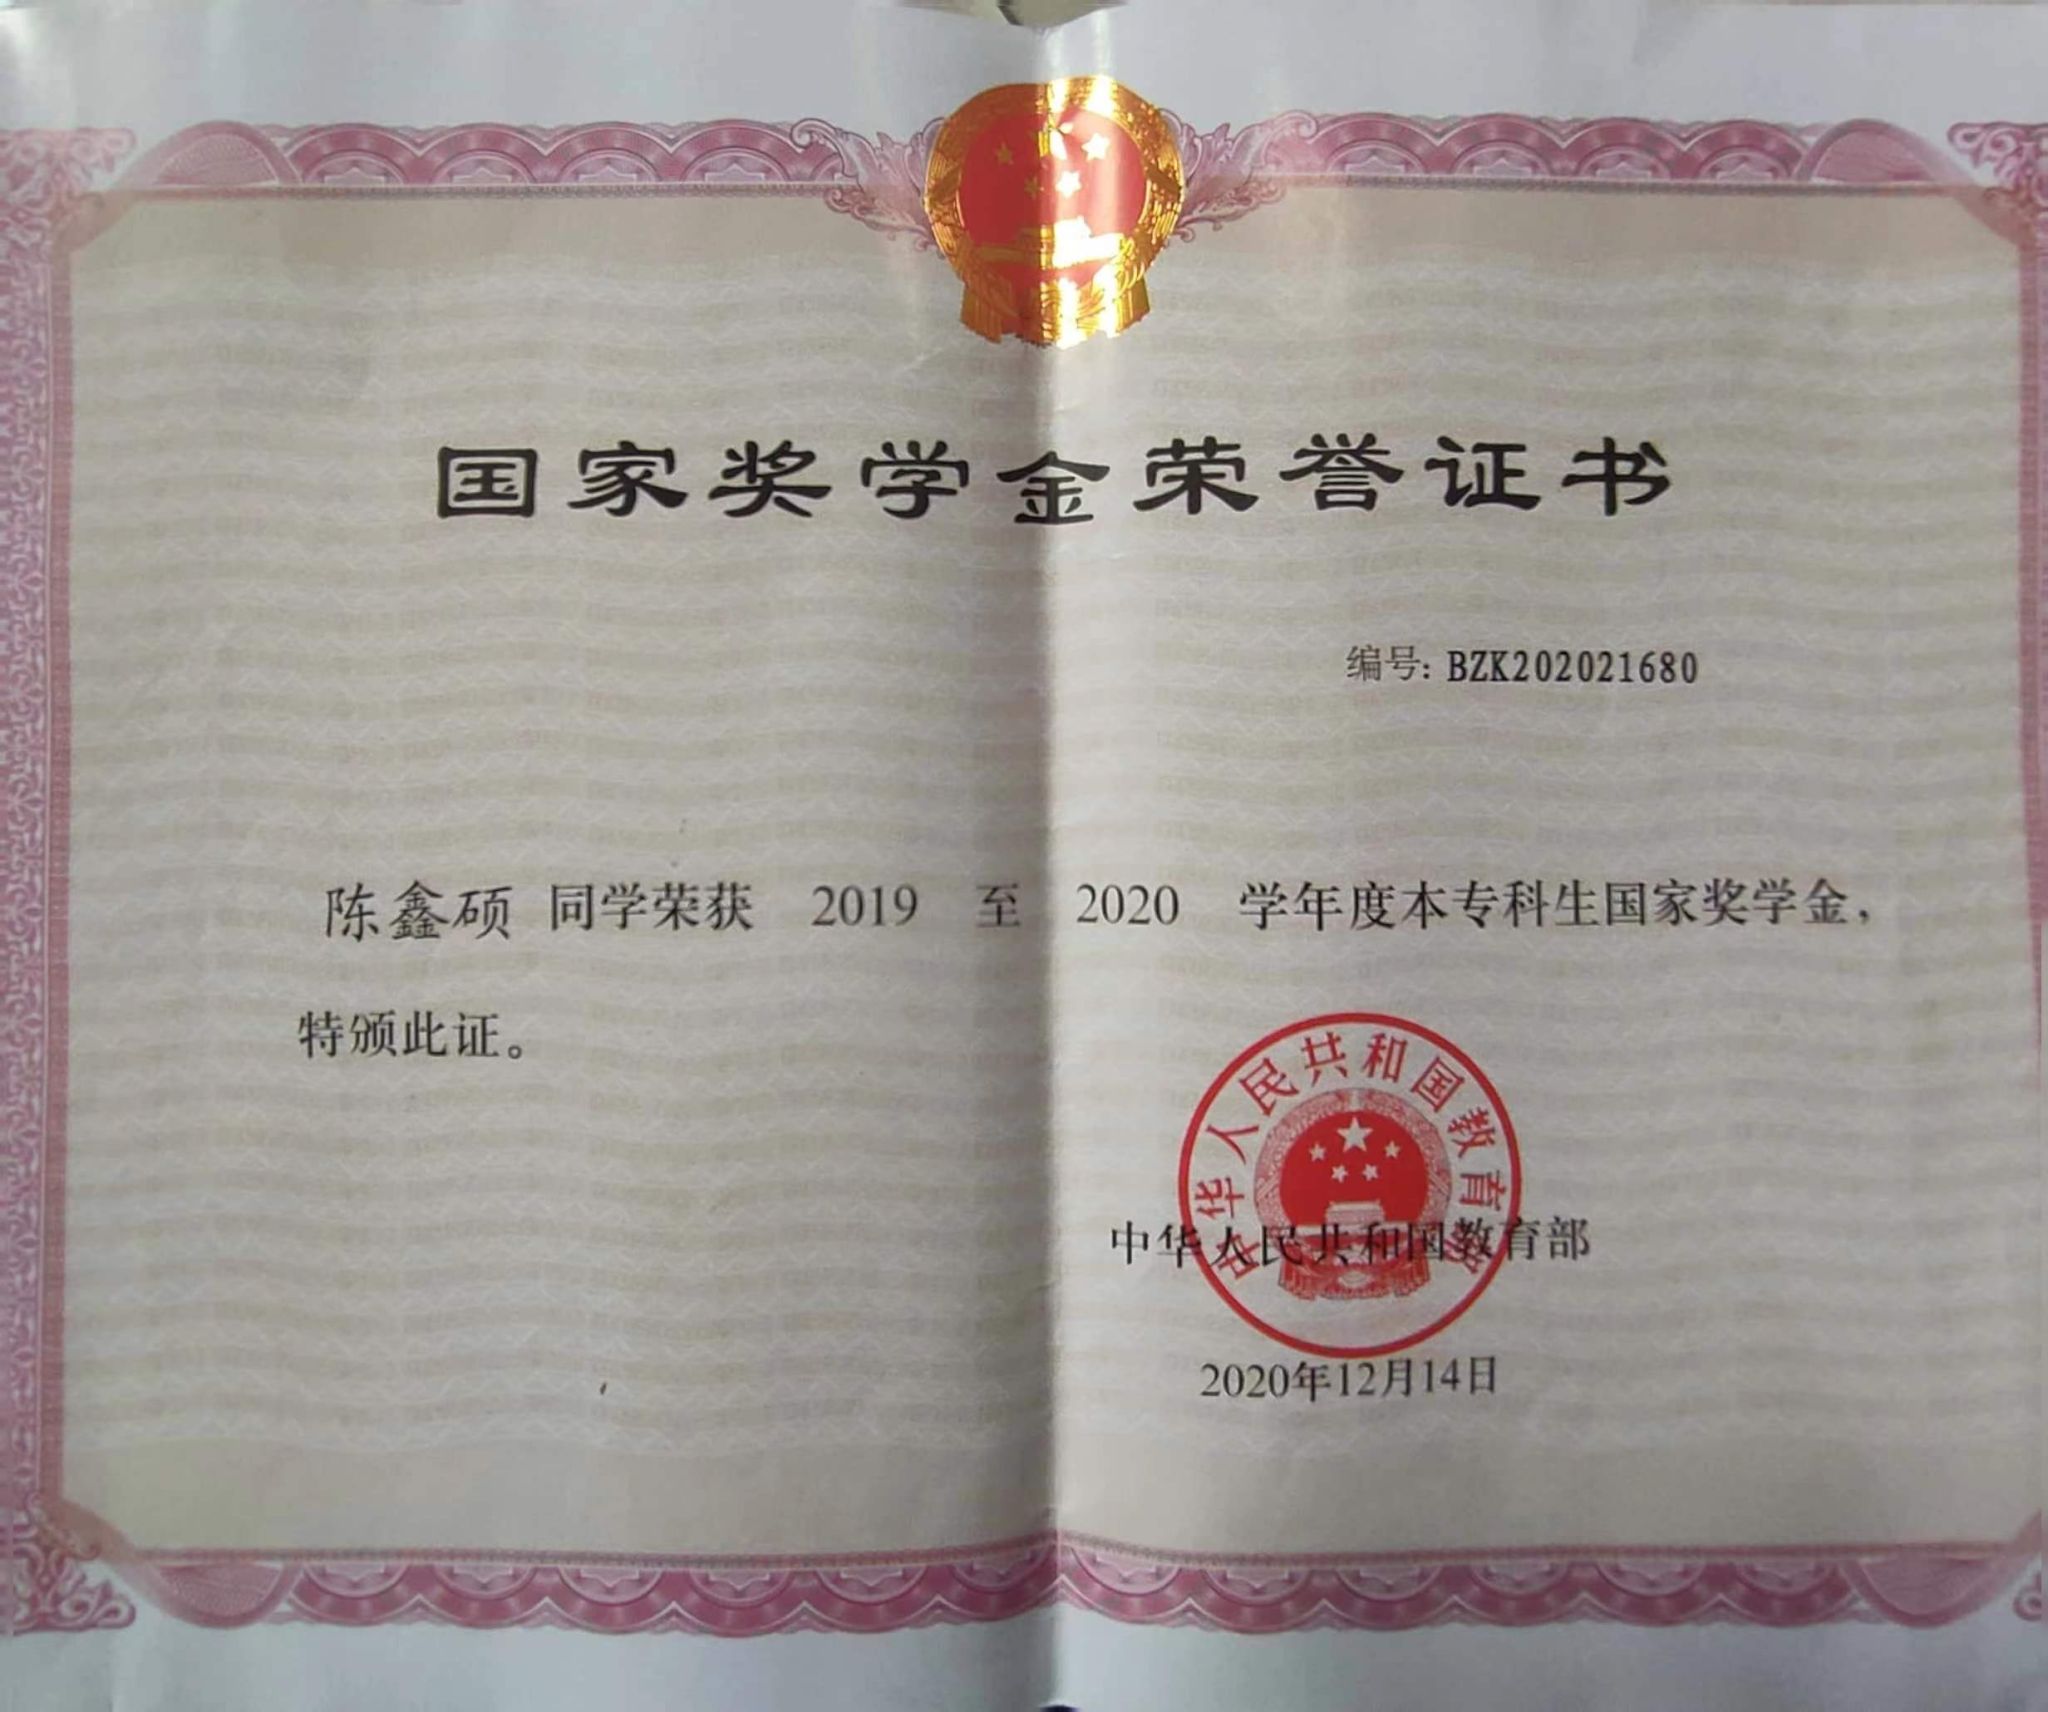 国家奖学金荣誉证书
编号: BZK202021680
陈鑫硕 同学荣获 2019 至 2020 学年度本专科生国家奖学金，
特颁此证。
中华人民共和国教育部
中华人民共和国教育部
2020年12月14日